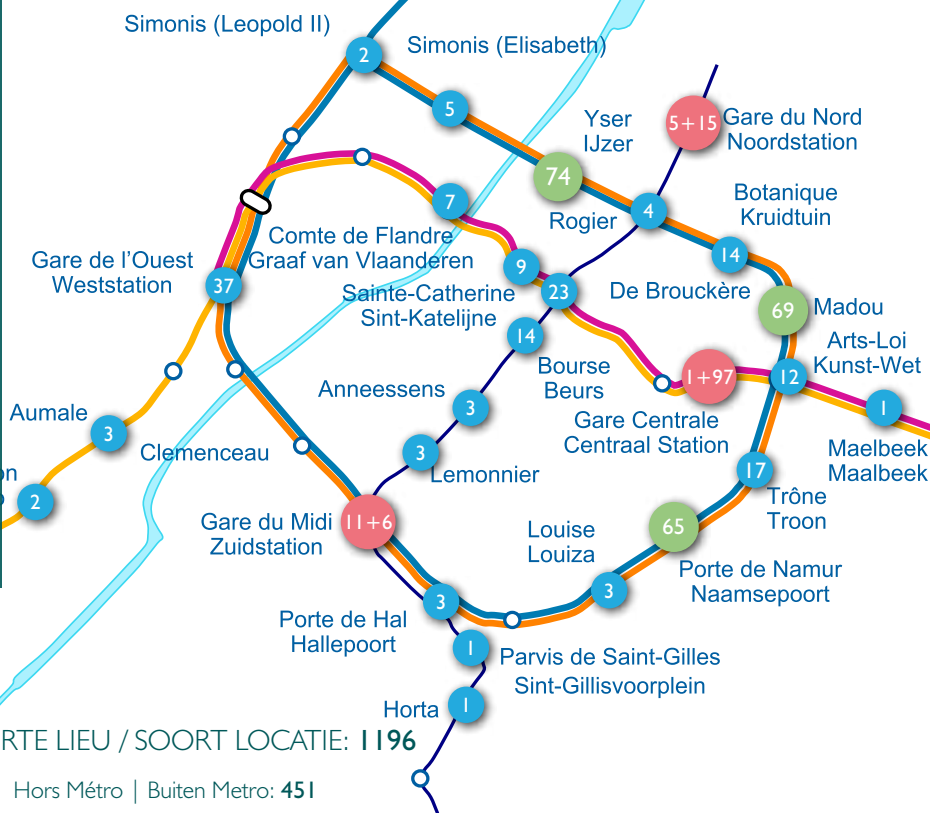 Simonis (Leopold II)
2
Simonis (Elisabeth)
5
Yser
IJzer
5+15
Gare du Nord
Noordstation
74
7
Rogier
4
Botanique
Kruidtuin
14
Comte de Flandre
Graaf van Vlaanderen
Gare de l'Ouest
Weststation
37
9
23
De Brouckère
69
Madou
Sainte-Catherine
Sint-Katelijne
14
Bourse
Beurs
Arts-Loi
Kunst-Wet
12
1+97
Anneessens
3
1
Aumale
3
Gare Centrale
Centraal Station
Maelbeek
Maalbeek
Clemenceau
3
Lemonnier
17
Trône
Troon
on
2
Gare du Midi
Zuidstation
11+6
Louise
Louiza
65
Porte de Namur
Naamsepoort
3
3
Porte de Hal
Hallepoort
1
Parvis de Saint-Gilles
Sint-Gillisvoorplein
Horta
1
RTE LIEU / SOORT LOCATIE: 1196
Hors Métro | Buiten Metro: 451